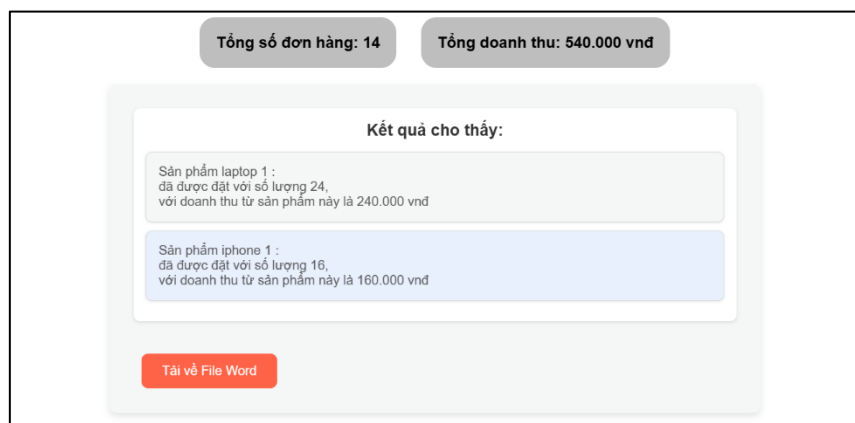 Tổng số đơn hàng: 14
Tổng doanh thu: 540.000 vnđ
Kết quả cho thấy:
Sản phẩm laptop 1 :
đã được đặt với số lượng 24,
với doanh thu từ sản phẩm này là 240.000 vnđ
Sản phẩm iphone 1 :
đã được đặt với số lượng 16,
với doanh thu từ sản phẩm này là 160.000 vnđ
Tải về File Word